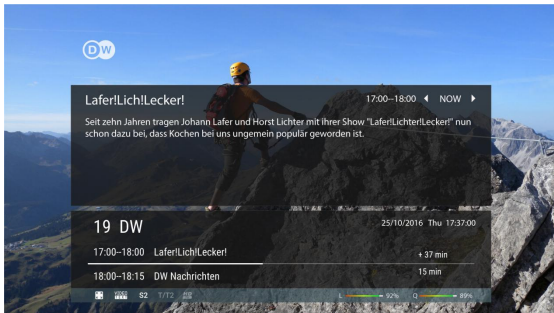 DW
Lafer!Lich!Lecker! 17:00–18:00 NOW
Seit zehn Jahren tragen Johann Lafer und Horst Lichter mit ihrer Show "Lafer!Lichter!Lecker!" nun
schon dazu bei, dass Kochen bei uns ungemein populär geworden ist.
19 DW 25/10/2016 Thu 17:37:00
17:00–18:00 Lafer!Lich!Lecker! + 37 min
18:00–18:15 DW Nachrichten 15 min
S2 T/T2 L 92% Q 89%